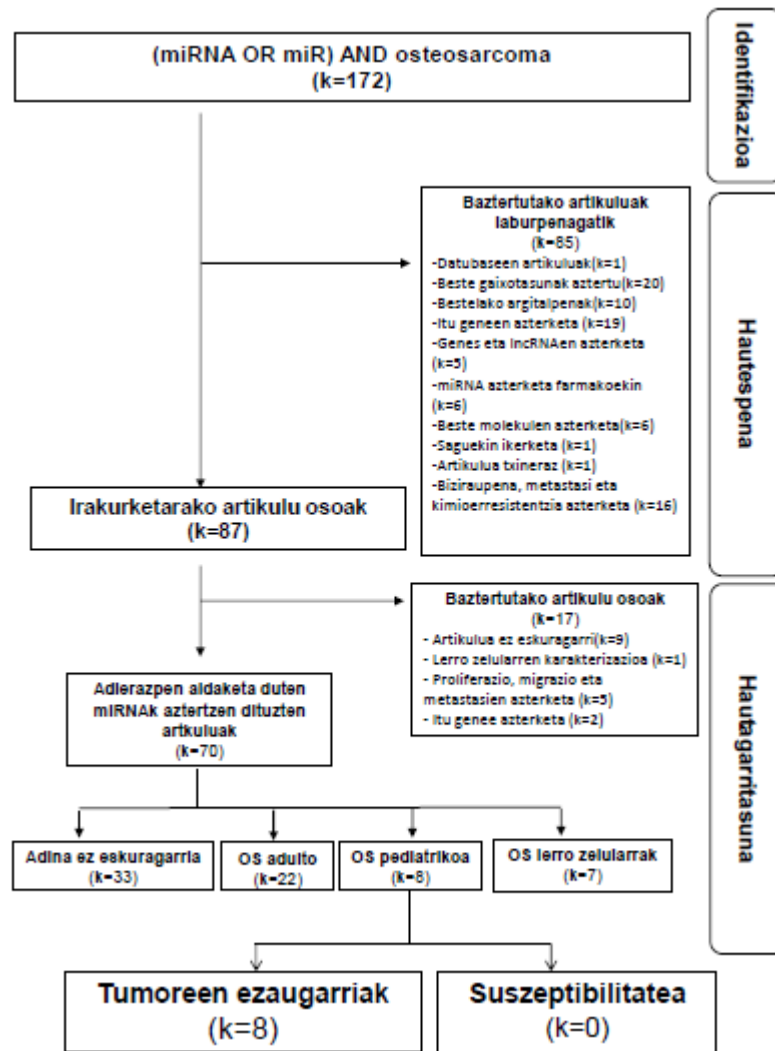 (miRNA OR miR) AND osteosarcoma
(k=172)
Identifikazioa
Baztertutako artikuluak
laburpenagatik
(k=85)
-Datubaseen artikuluak(k=1)
-Beste gaixotasunak aztertu(k=20)
-Bestelako argitalpenak(k=10)
-Itu geneen azterketa (k=19)
-Genes eta lncRNAen azterketa
(k=5)
-miRNA azterketa farmakoekin
(k=6)
-Beste molekulen azterketa(k=6)
-Saguekin ikerketa (k=1)
-Artikulua txineraz (k=1)
-Biziraupena, metastasi eta
kimioerresistentzia azterketa (k=16)
Hautespena
Irakurketarako artikulu osoak
(k=87)
Baztertutako artikulu osoak
(k=17)
- Artikulua ez eskuragarri(k=9)
- Lerro zelularren karakterizazioa (k=1)
- Proliferazio, migrazio eta
metastasien azterketa (k=5)
- Itu genee azterketa (k=2)
Hautagarritasuna
Adierazpen aldaketa duten
miRNAk aztertzen dituzten
artkuluak
(k=70)
Adina ez eskuragarria
(k=33)
OS adulto
(k=22)
OS pediatrikoa
(k=8)
OS lerro zelularrak
(k=7)
Tumoreen ezaugarriak
(k=8)
Suszeptibilitatea
(k=0)